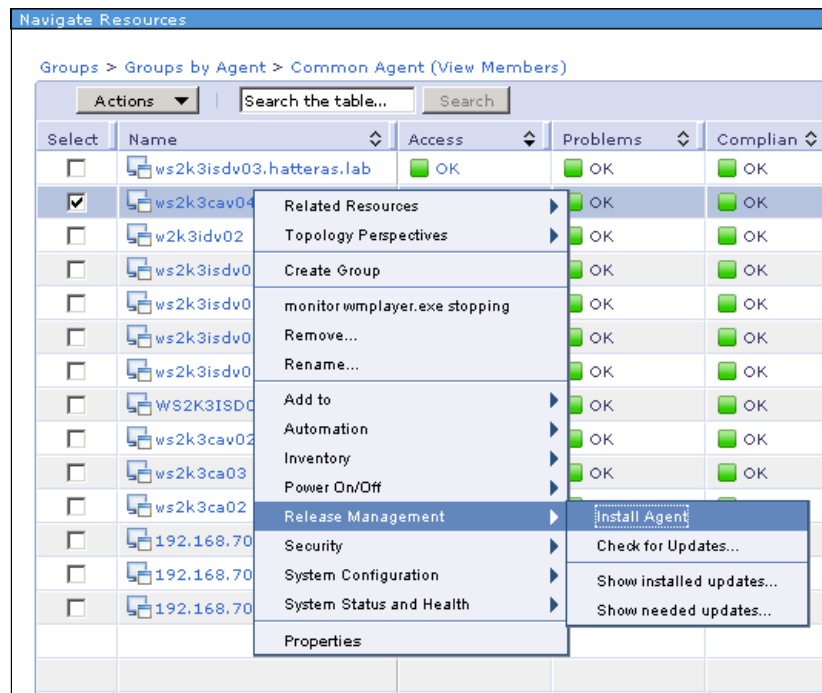 Navigate Resources
Groups > Groups by Agent > Common Agent (View Members)
Actions Search the table... Search
Select Name Access Problems Complian
ws2k3isdv03.hatteras.lab OK OK OK
ws2k3cav04 OK OK
w2k3idv02 OK OK
ws2k3isdv0 OK OK
ws2k3isdv0 OK OK
ws2k3isdv0 OK OK
ws2k3isdv0 OK OK
WS2K3ISD OK OK
ws2k3cav02 OK OK
ws2k3ca03 OK OK
ws2k3ca02
192.168.70
192.168.70
192.168.70
Related Resources
Topology Perspectives
Create Group
monitor wmplayer.exe stopping
Remove...
Rename...
Add to
Automation
Inventory
Power On/Off
Release Management
Security
System Configuration
System Status and Health
Properties
Install Agent
Check for Updates...
Show installed updates...
Show needed updates...